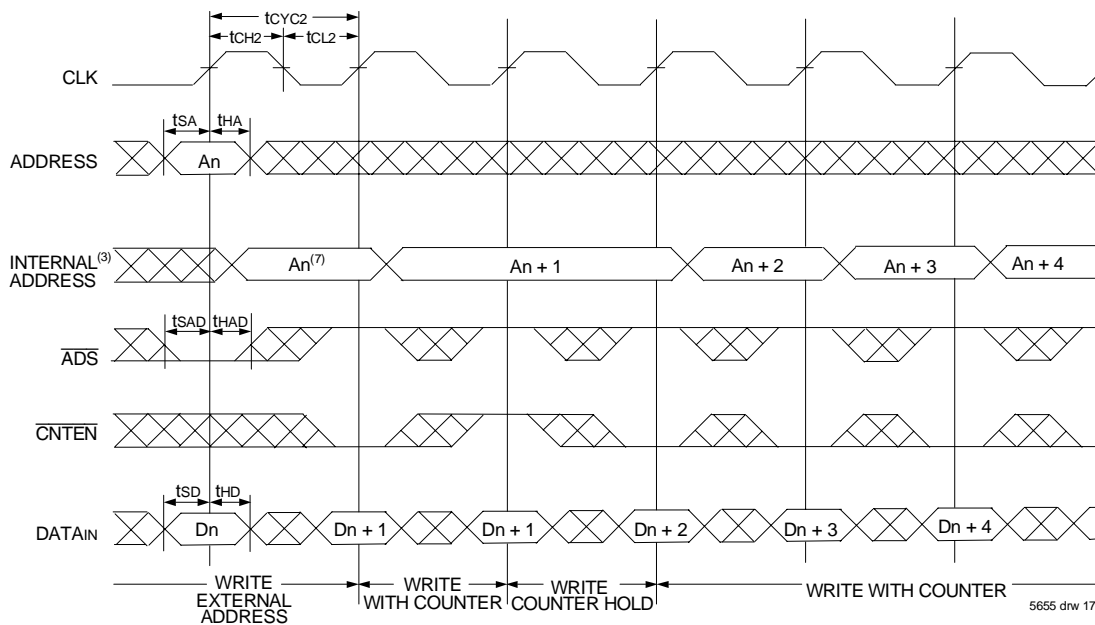 tCYC2
tCH2 tCL2
CLK
tSA tHA
ADDRESS An
INTERNAL(3)
ADDRESS An(7) An + 1 An + 2 An + 3 An + 4
tSAD tHAD
ADS
CNTEN
tSD tHD
DATAIN Dn Dn + 1 Dn + 1 Dn + 2 Dn + 3 Dn + 4
WRITE
EXTERNAL
ADDRESS
WRITE
WITH COUNTER
WRITE
COUNTER HOLD
WRITE WITH COUNTER
5655 drw 17